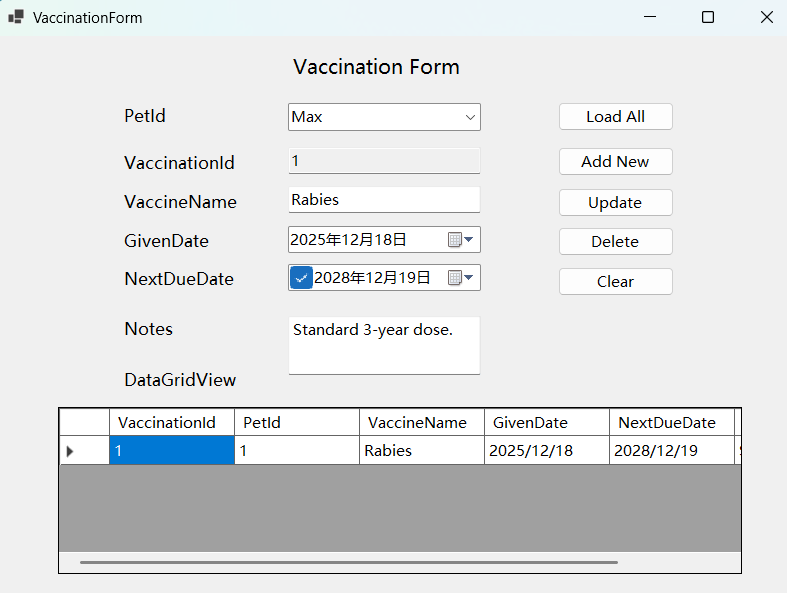 VaccinationForm
Vaccination Form
PetId Max Load All
VaccinationId 1 Add New
VaccineName Rabies Update
GivenDate 2025年12月18日 Delete
NextDueDate 2028年12月19日 Clear
Notes Standard 3-year dose.
DataGridView
VaccinationId PetId VaccineName GivenDate NextDueDate
1 1 Rabies 2025/12/18 2028/12/19